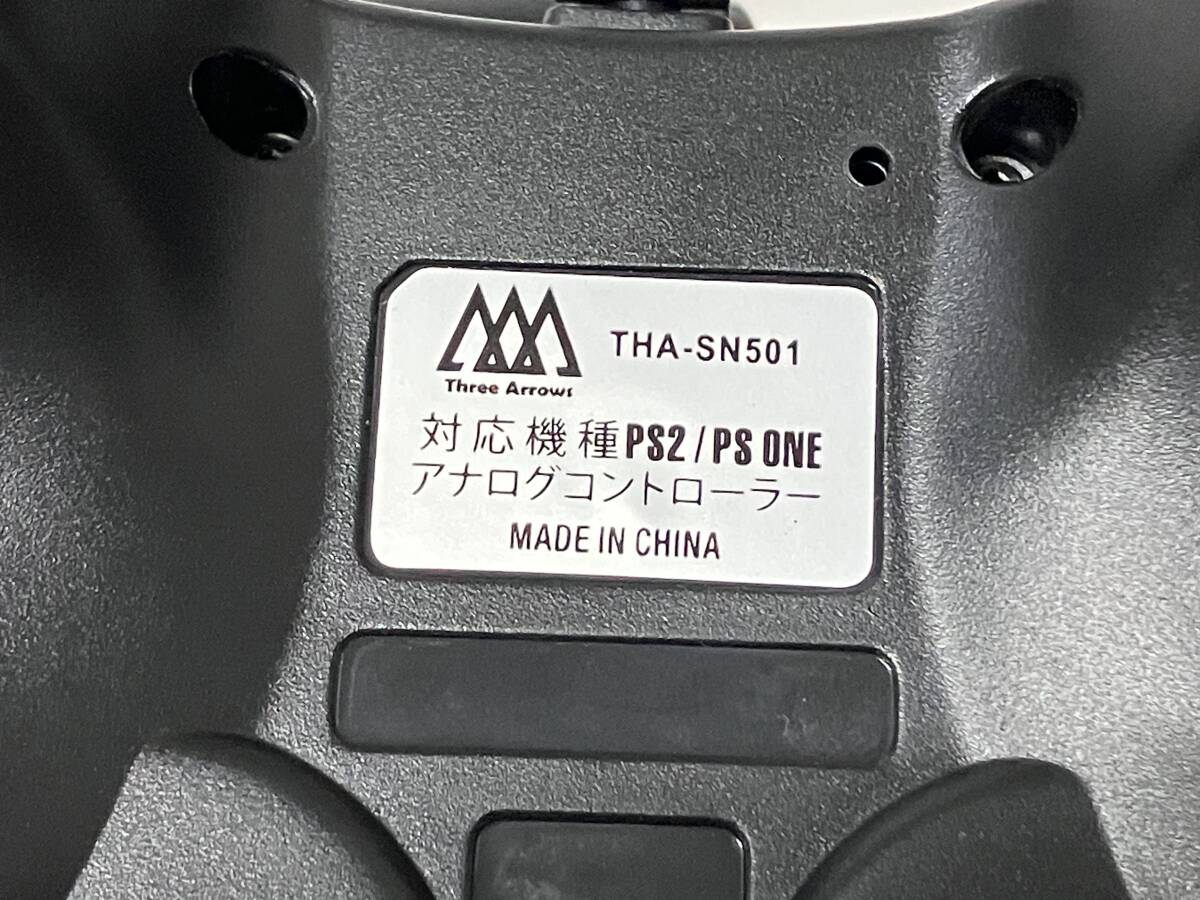 THA-SN501
Three Arrows
対応機種PS2/PS ONE
アナログコントローラー
MADE IN CHINA